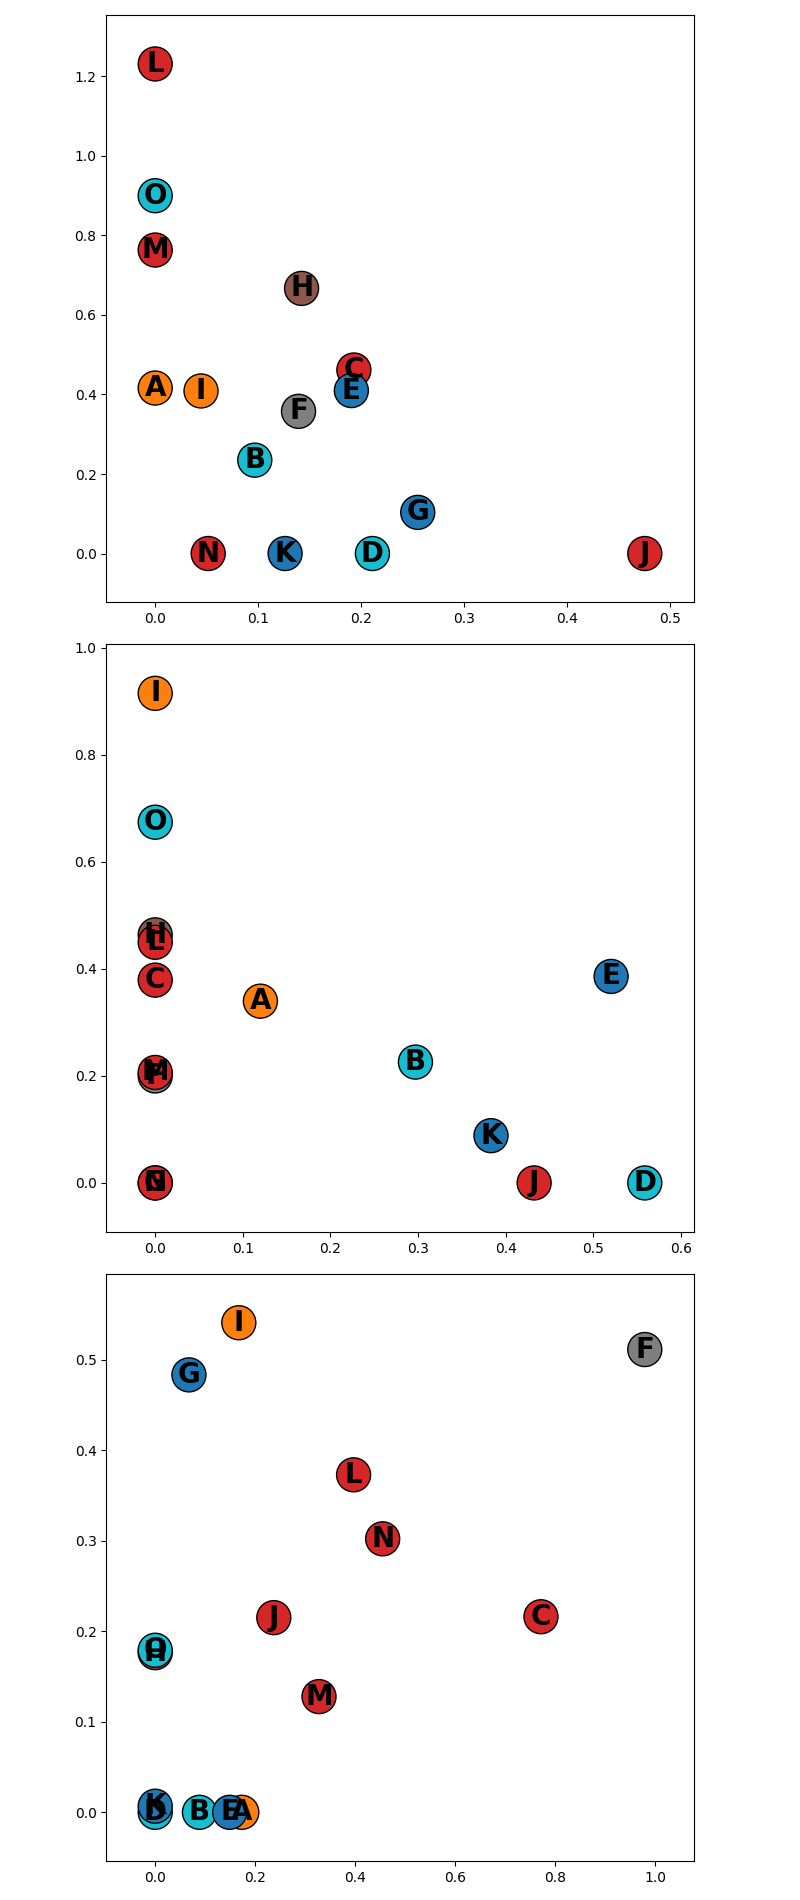 L
1.2
1.0
O
0.8
M
H
0.6
C
A I E
0.4
F
B
0.2
G
0.0
N K D J
0.0 0.1 0.2 0.3 0.4 0.5
1.0
I
0.8
O
0.6
H
L
0.4
C E
A
B
0.2
M
K
0.0
N J D
0.0 0.1 0.2 0.3 0.4 0.5 0.6
I
F
0.5
G
0.4
L
0.3
N
J C
0.2
O
H
M
0.1
K
0.0
D B E A
0.0 0.2 0.4 0.6 0.8 1.0